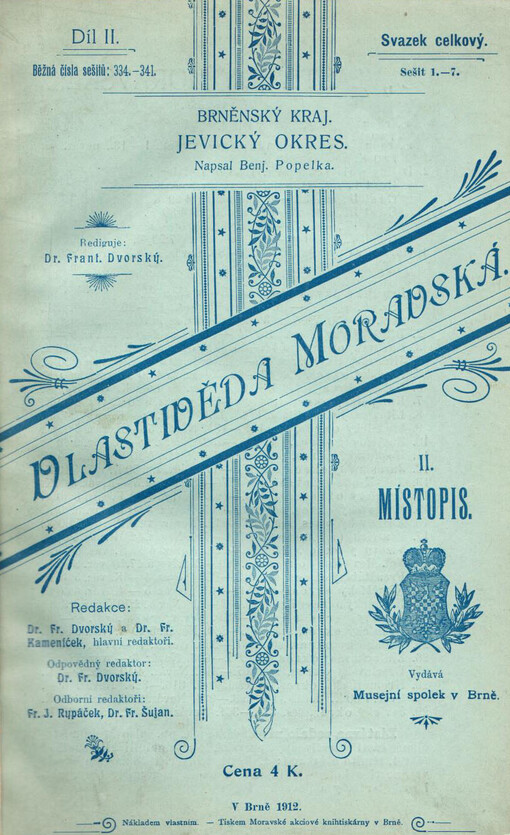 Díl II.
Běžná čísla sešitů: 334.-341.
Svazek celkový.
Sešit 1.-7.
BRNĚNSKÝ KRAJ.
JEVICKÝ OKRES.
Napsal Benj. Popelka.
Rediguje:
Dr. Frant. Dvorský.
VLASTIVĚDA MORAVSKÁ.
II.
MÍSTOPIS.
Redakce:
Dr. Fr. Dvorský a Dr. Fr.
Kameníček, hlavní redaktoři.
Odpovědný redaktor:
Dr. Fr. Dvorský.
Odborní redaktoři:
Fr. J. Rypáček, Dr. Fr. Šujan.
Vydává
Musejní spolek v Brně.
Cena 4 K.
V Brně 1912.
Nákladem vlastním. — Tiskem Moravské akciové knihtiskárny v Brně.